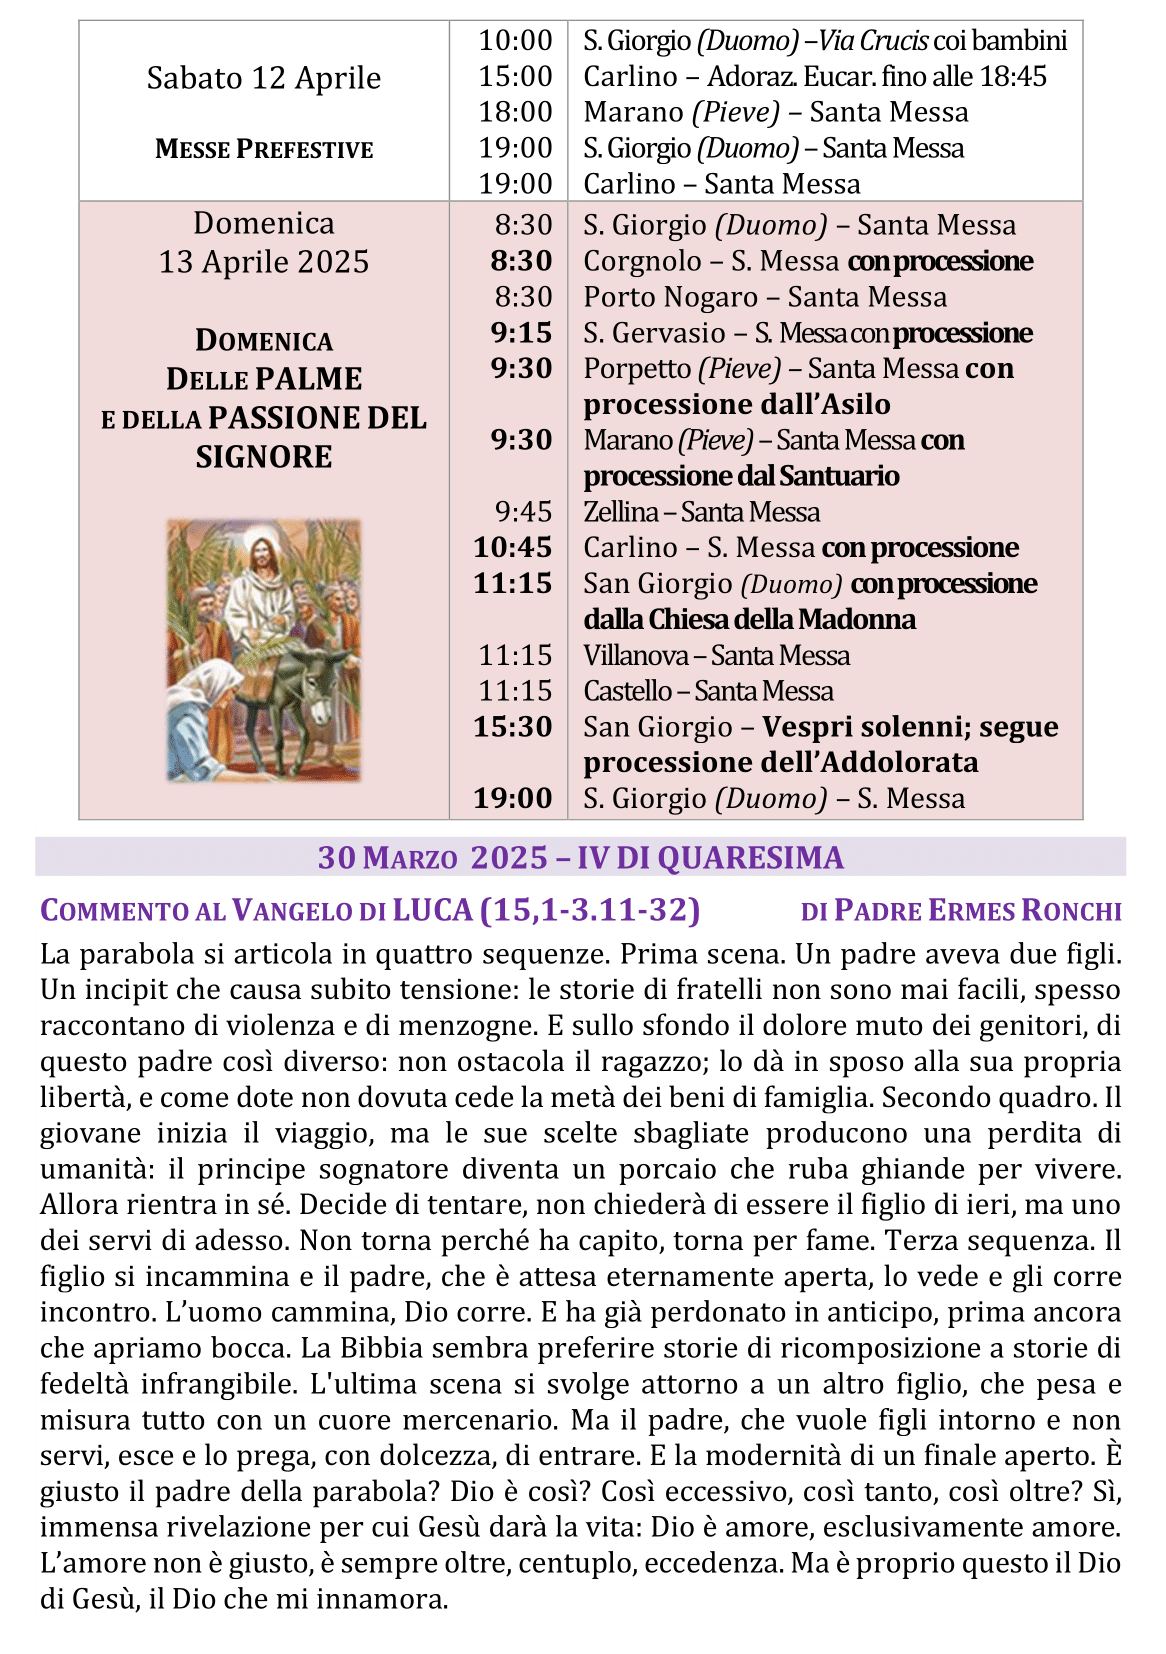 Sabato 12 Aprile
MESSE PREFESTIVE
10:00 S. Giorgio (Duomo) –Via Crucis coi bambini
15:00 Carlino – Adoraz. Eucar. fino alle 18:45
18:00 Marano (Pieve) – Santa Messa
19:00 S. Giorgio (Duomo) – Santa Messa
19:00 Carlino – Santa Messa
Domenica
13 Aprile 2025
DOMENICA
DELLE PALME
E DELLA PASSIONE DEL
SIGNORE
8:30 S. Giorgio (Duomo) – Santa Messa
8:30 Corgnolo – S. Messa con processione
8:30 Porto Nogaro – Santa Messa
9:15 S. Gervasio – S. Messa con processione
9:30 Porpetto (Pieve) – Santa Messa con
processione dall’Asilo
9:30 Marano (Pieve) – Santa Messa con
processione dal Santuario
9:45 Zellina – Santa Messa
10:45 Carlino – S. Messa con processione
11:15 San Giorgio (Duomo) con processione
dalla Chiesa della Madonna
11:15 Villanova – Santa Messa
11:15 Castello – Santa Messa
15:30 San Giorgio – Vespri solenni; segue
processione dell’Addolorata
19:00 S. Giorgio (Duomo) – S. Messa
30 MARZO 2025 – IV DI QUARESIMA
COMMENTO AL VANGELO DI LUCA (15,1-3.11-32) DI PADRE ERMES RONCHI
La parabola si articola in quattro sequenze. Prima scena. Un padre aveva due figli.
Un incipit che causa subito tensione: le storie di fratelli non sono mai facili, spesso
raccontano di violenza e di menzogne. E sullo sfondo il dolore muto dei genitori, di
questo padre così diverso: non ostacola il ragazzo; lo dà in sposo alla sua propria
libertà, e come dote non dovuta cede la metà dei beni di famiglia. Secondo quadro. Il
giovane inizia il viaggio, ma le sue scelte sbagliate producono una perdita di
umanità: il principe sognatore diventa un porcaio che ruba ghiande per vivere.
Allora rientra in sé. Decide di tentare, non chiederà di essere il figlio di ieri, ma uno
dei servi di adesso. Non torna perché ha capito, torna per fame. Terza sequenza. Il
figlio si incammina e il padre, che è attesa eternamente aperta, lo vede e gli corre
incontro. L’uomo cammina, Dio corre. E ha già perdonato in anticipo, prima ancora
che apriamo bocca. La Bibbia sembra preferire storie di ricomposizione a storie di
fedeltà infrangibile. L'ultima scena si svolge attorno a un altro figlio, che pesa e
misura tutto con un cuore mercenario. Ma il padre, che vuole figli intorno e non
servi, esce e lo prega, con dolcezza, di entrare. E la modernità di un finale aperto. È
giusto il padre della parabola? Dio è così? Così eccessivo, così tanto, così oltre? Sì,
immensa rivelazione per cui Gesù darà la vita: Dio è amore, esclusivamente amore.
L’amore non è giusto, è sempre oltre, centuplo, eccedenza. Ma è proprio questo il Dio
di Gesù, il Dio che mi innamora.